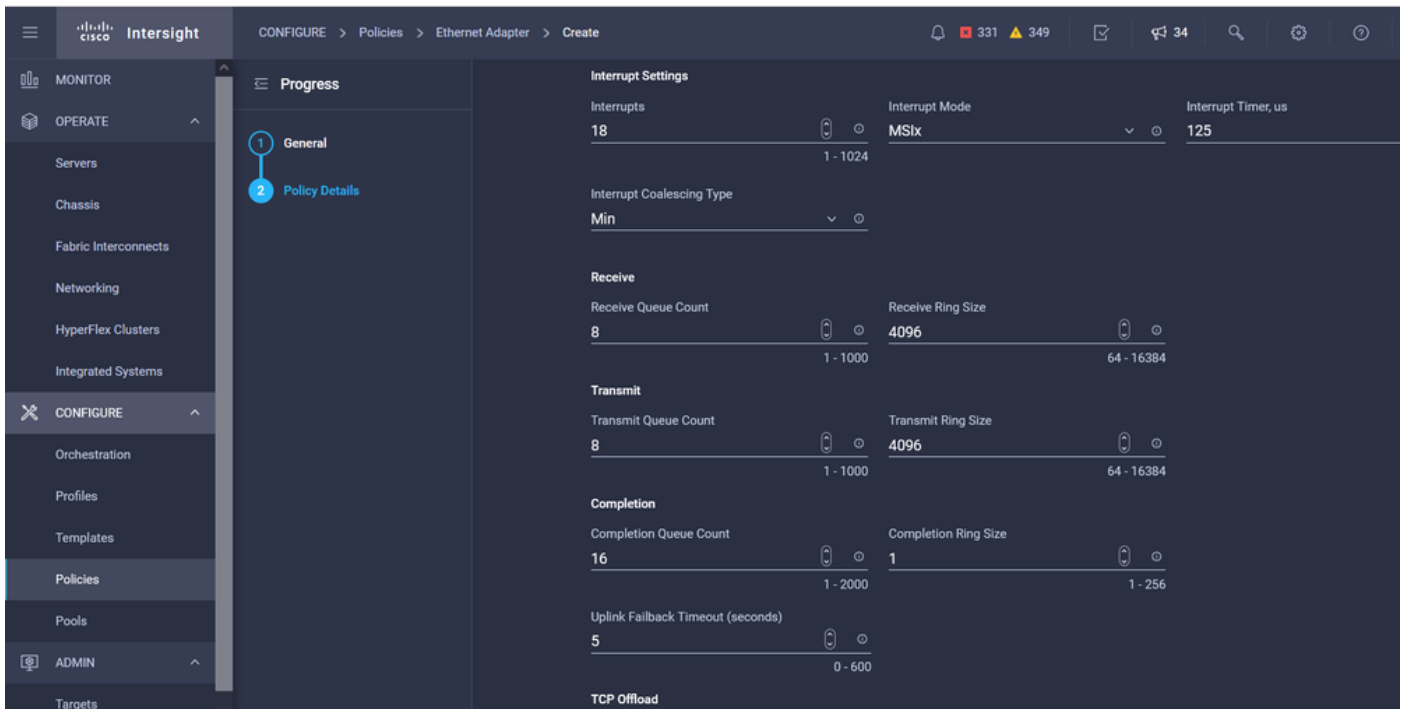 CISCO Intersight
CONFIGURE > Policies > Ethernet Adapter > Create
331 349 34
MONITOR
OPERATE
Servers
Chassis
Fabric Interconnects
Networking
HyperFlex Clusters
Integrated Systems
CONFIGURE
Orchestration
Profiles
Templates
Policies
Pools
ADMIN
Targets
Progress
1 General
2 Policy Details
Interrupt Settings
Interrupts Interrupt Mode Interrupt Timer, us
18 MSIx 125
1 - 1024
Interrupt Coalescing Type
Min
Receive
Receive Queue Count Receive Ring Size
8 4096
1 - 1000 64 - 16384
Transmit
Transmit Queue Count Transmit Ring Size
8 4096
1 - 1000 64 - 16384
Completion
Completion Queue Count Completion Ring Size
16 1
1 - 2000 1 - 256
Uplink Failback Timeout (seconds)
5
0 - 600
TCP Offload